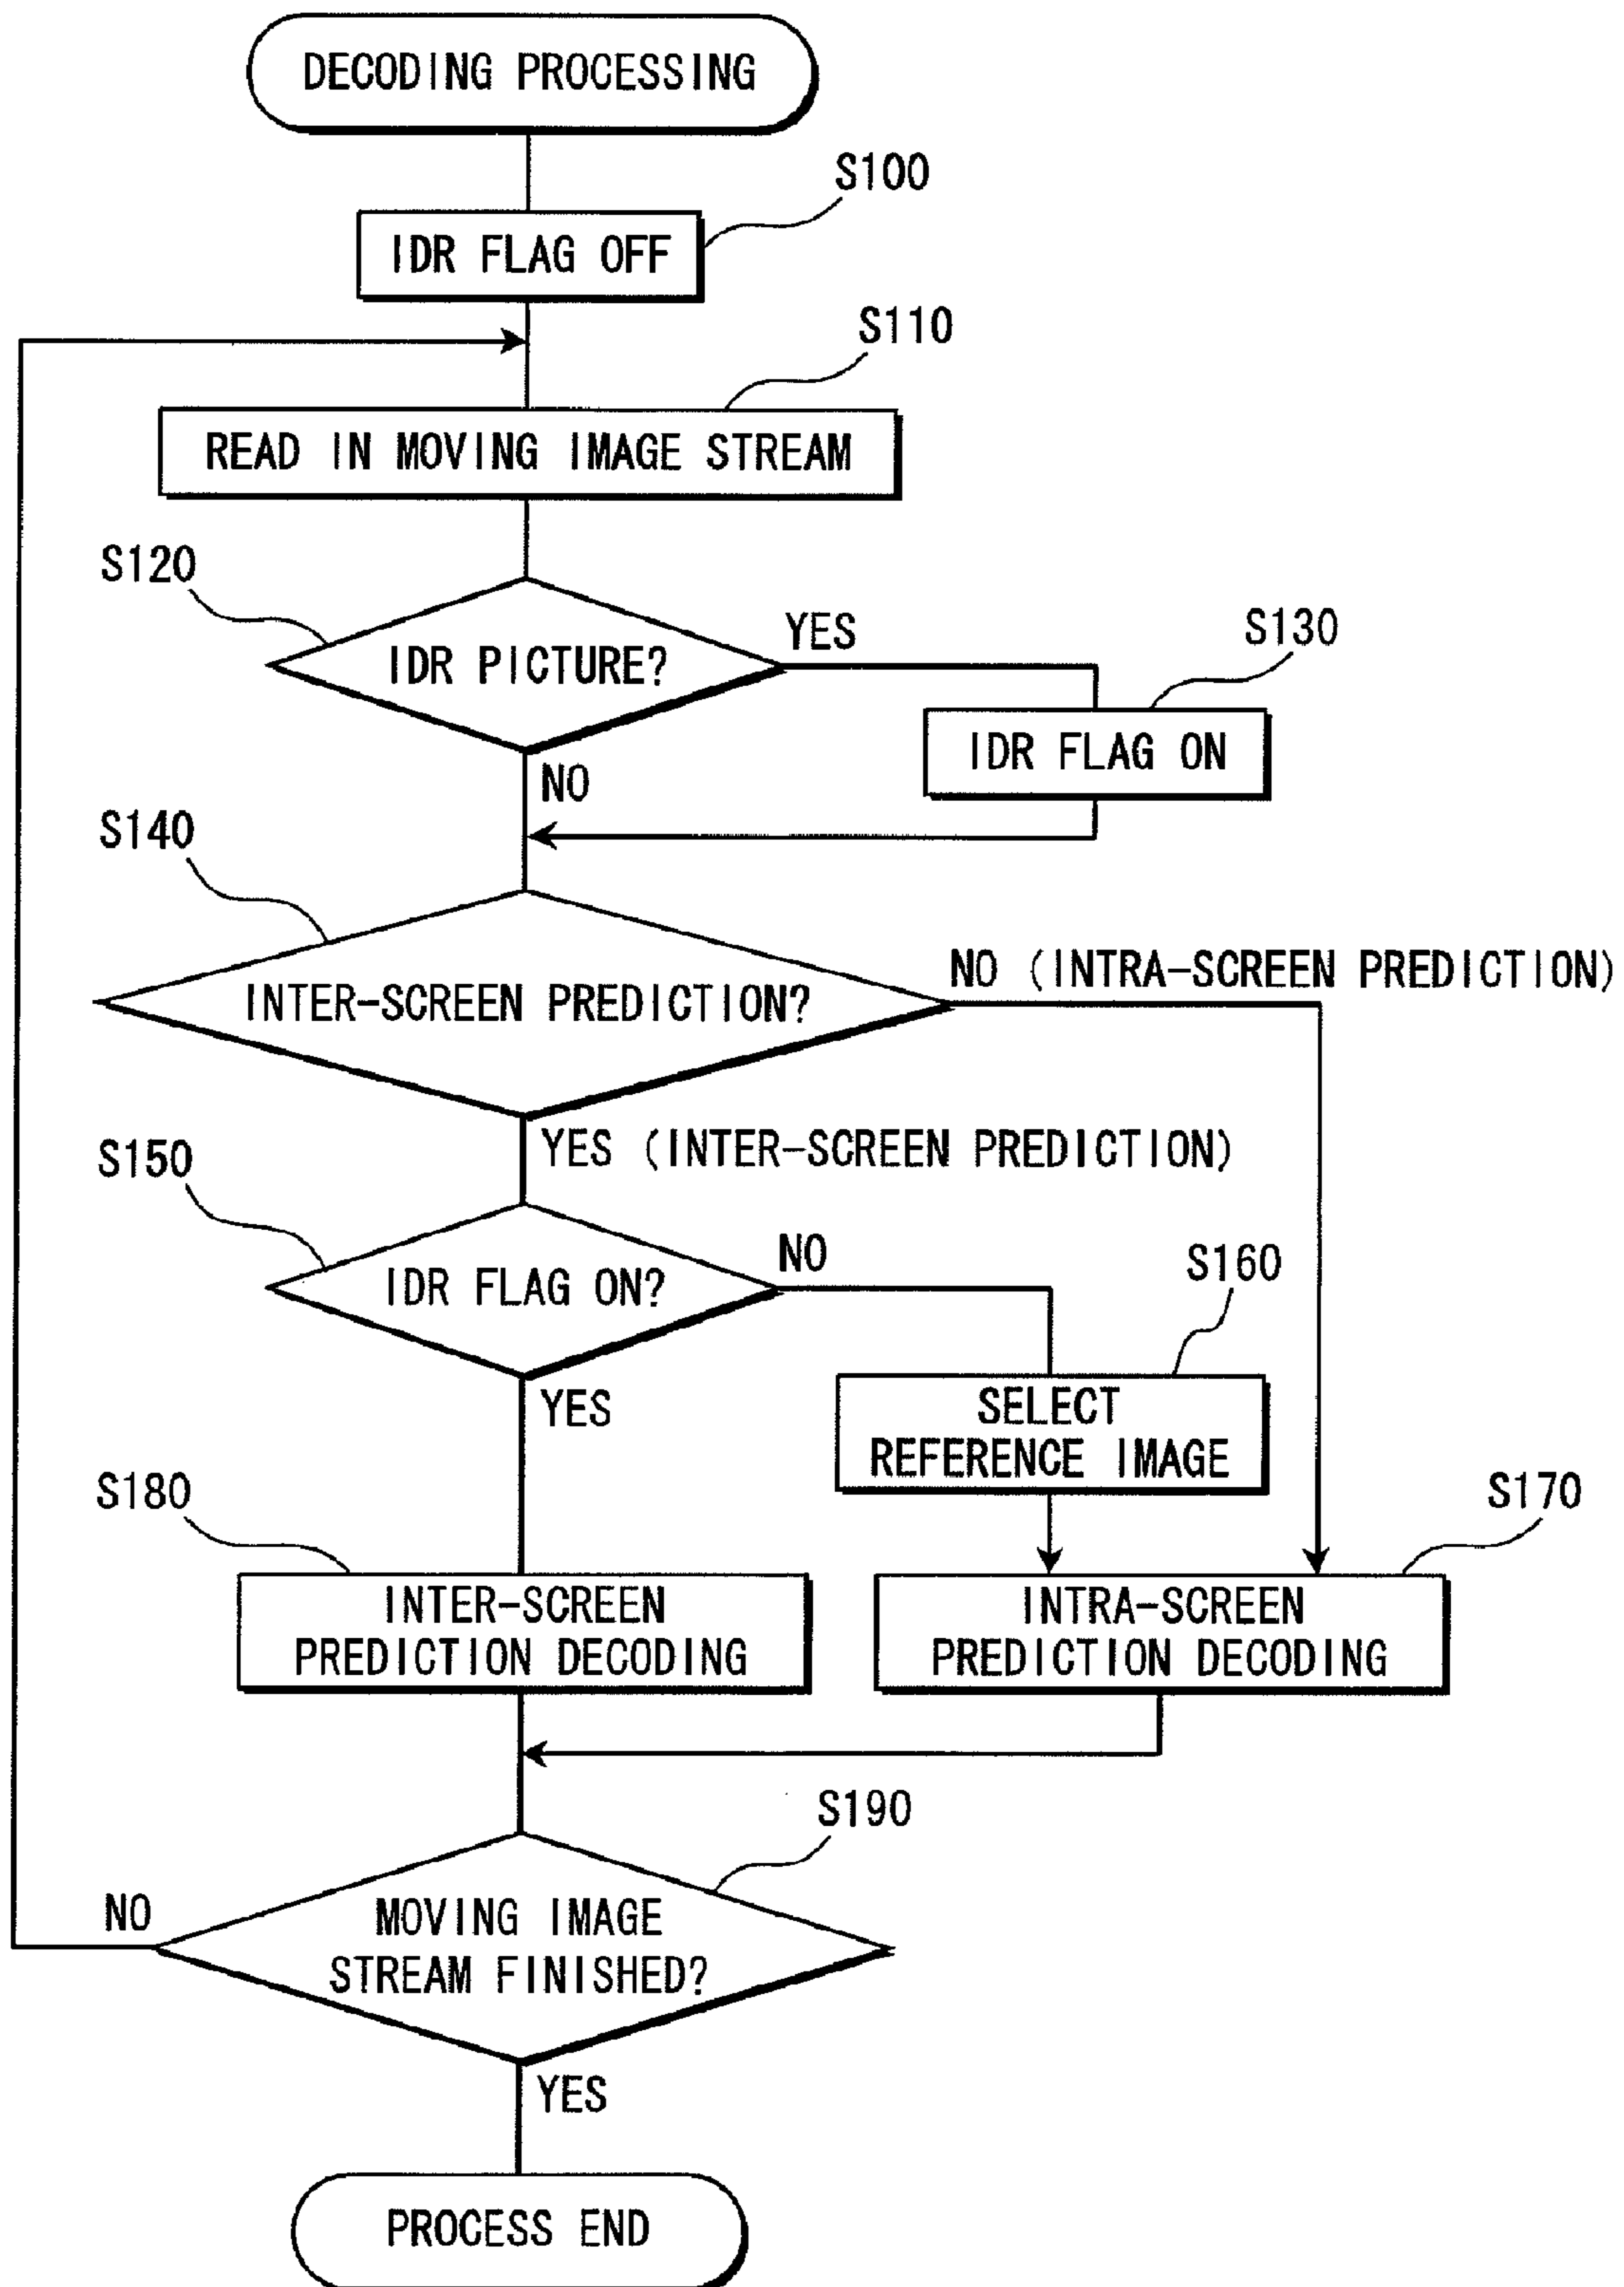 DECODING PROCESSING
S100
IDR FLAG OFF
S110
READ IN MOVING IMAGE STREAM
S120
IDR PICTURE?
YES
S130
IDR FLAG ON
NO
S140
INTER-SCREEN PREDICTION?
NO (INTRA-SCREEN PREDICTION)
YES (INTER-SCREEN PREDICTION)
S150
IDR FLAG ON?
NO
S160
SELECT
REFERENCE IMAGE
YES
S180
INTER-SCREEN
PREDICTION DECODING
S170
INTRA-SCREEN
PREDICTION DECODING
S190
MOVING IMAGE
STREAM FINISHED?
NO
YES
PROCESS END